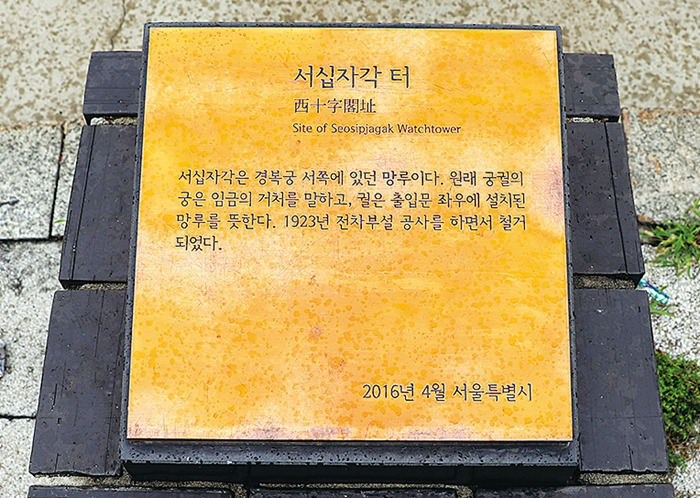 서십자각 터
西十字閣址
Site of Seosipjagak Watchtower
서십자각은 경복궁 서쪽에 있던 망루이다. 원래 궁궐의
궁은 임금의 거처를 말하고, 궐은 출입문 좌우에 설치된
망루를 뜻한다. 1923년 전차부설 공사를 하면서 철거
되었다.
2016년 4월 서울특별시